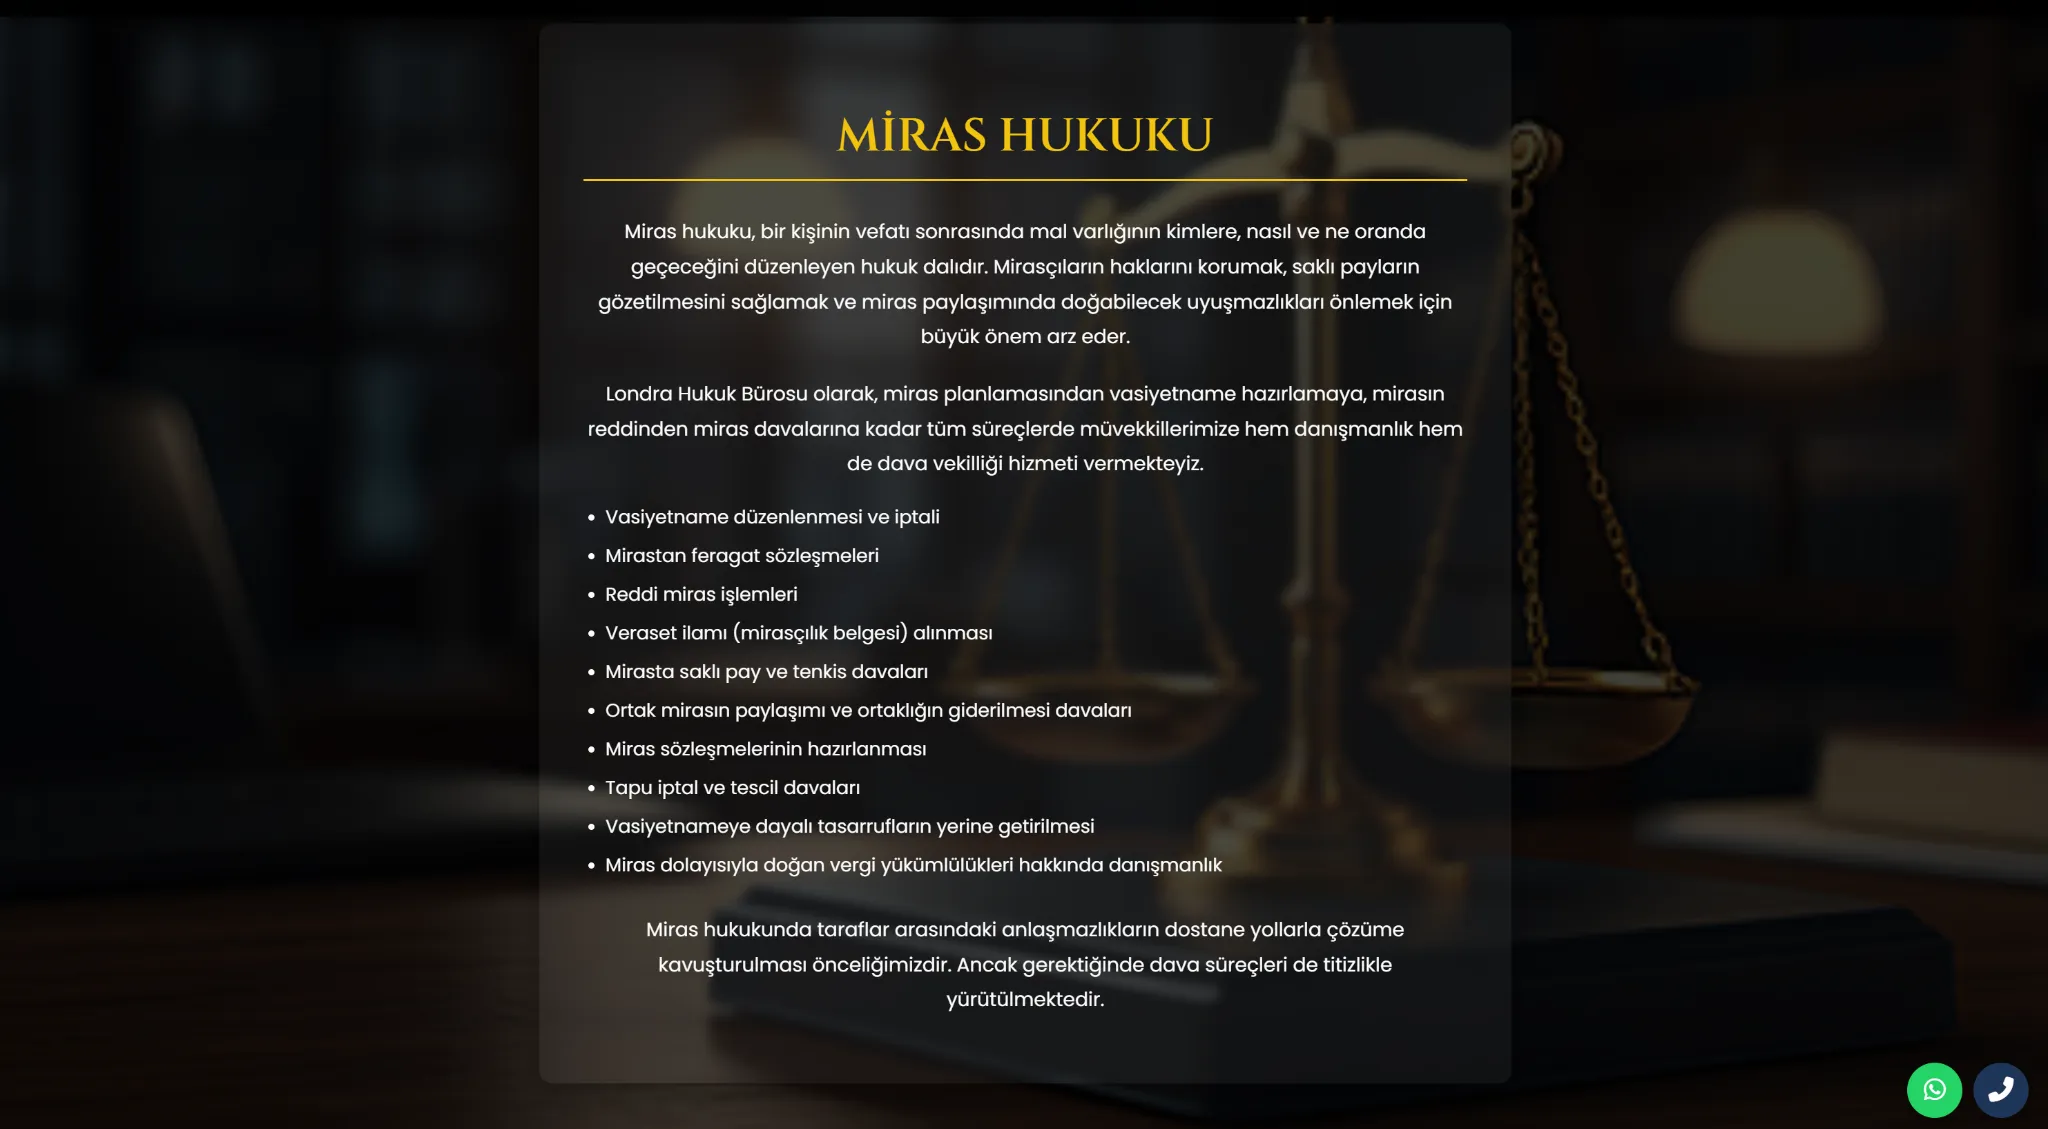 MİRAS HUKUKU
Miras hukuku, bir kişinin vefatı sonrasında mal varlığının kimlere, nasıl ve ne oranda
geçeceğini düzenleyen hukuk dalıdır. Mirasçıların haklarını korumak, saklı payların
gözetilmesini sağlamak ve miras paylaşımında doğabilecek uyuşmazlıkları önlemek için
büyük önem arz eder.
Londra Hukuk Bürosu olarak, miras planlamasından vasiyetname hazırlamaya, mirasın
reddinden miras davalarına kadar tüm süreçlerde müvekkillerimize hem danışmanlık hem
de dava vekilliği hizmeti vermekteyiz.
• Vasiyetname düzenlenmesi ve iptali
• Mirastan feragat sözleşmeleri
• Reddi miras işlemleri
• Veraset ilamı (mirasçılık belgesi) alınması
• Mirasta saklı pay ve tenkis davaları
• Ortak mirasın paylaşımı ve ortaklığın giderilmesi davaları
• Miras sözleşmelerinin hazırlanması
• Tapu iptal ve tescil davaları
• Vasiyetnameye dayalı tasarrufların yerine getirilmesi
• Miras dolayısıyla doğan vergi yükümlülükleri hakkında danışmanlık
Miras hukukunda taraflar arasındaki anlaşmazlıkların dostane yollarla çözüme
kavuşturulması önceliğimizdir. Ancak gerektiğinde dava süreçleri de titizlikle
yürütülmektedir.